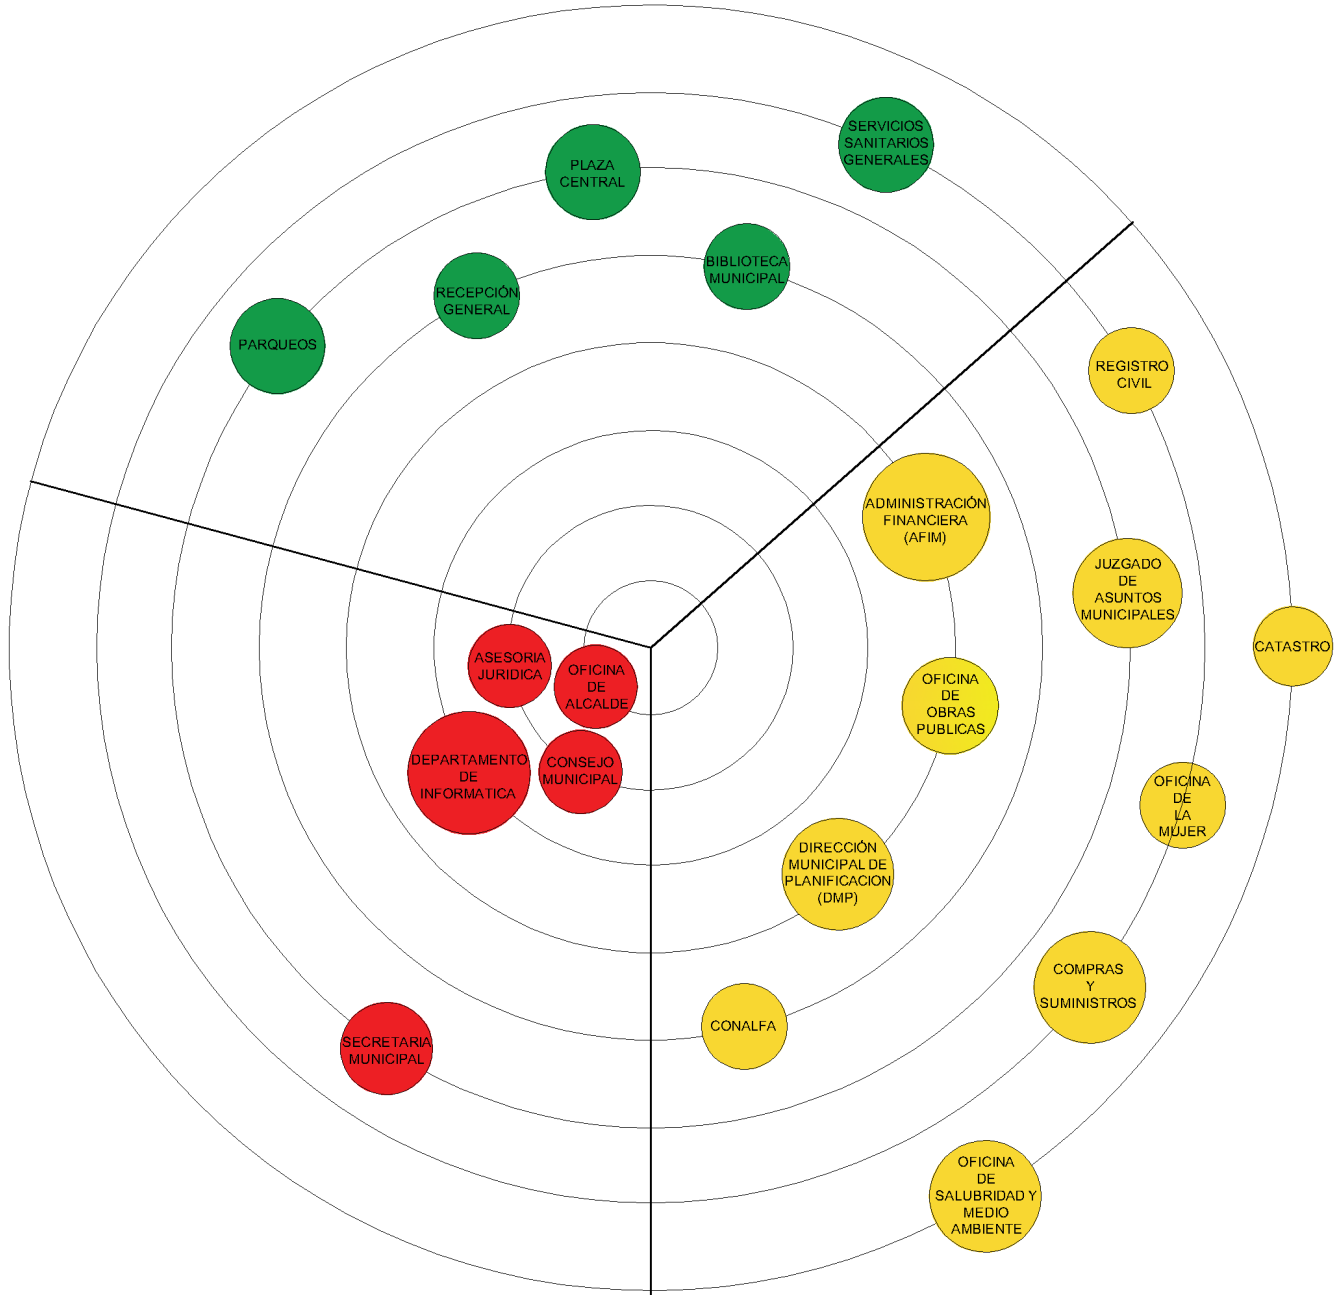 SERVICIOS
SANITARIOS
GENERALES
PLAZA
CENTRAL
BIBLIOTECA
MUNICIPAL
RECEPCIÓN
GENERAL
PARQUEOS
REGISTRO
CIVIL
ADMINISTRACIÓN
FINANCIERA
(AFIM)
JUZGADO
DE
ASUNTOS
MUNICIPALES
CATASTRO
ASESORIA
JURIDICA
OFICINA
DE
ALCALDE
OFICINA
DE
OBRAS
PUBLICAS
DEPARTAMENTO
DE
INFORMATICA
CONSEJO
MUNICIPAL
OFICINA
DE
LA
MUJER
DIRECCIÓN
MUNICIPAL DE
PLANIFICACION
(DMP)
COMPRAS
Y
SUMINISTROS
CONALFA
SECRETARIA
MUNICIPAL
OFICINA
DE
SALUBRIDAD Y
MEDIO
AMBIENTE